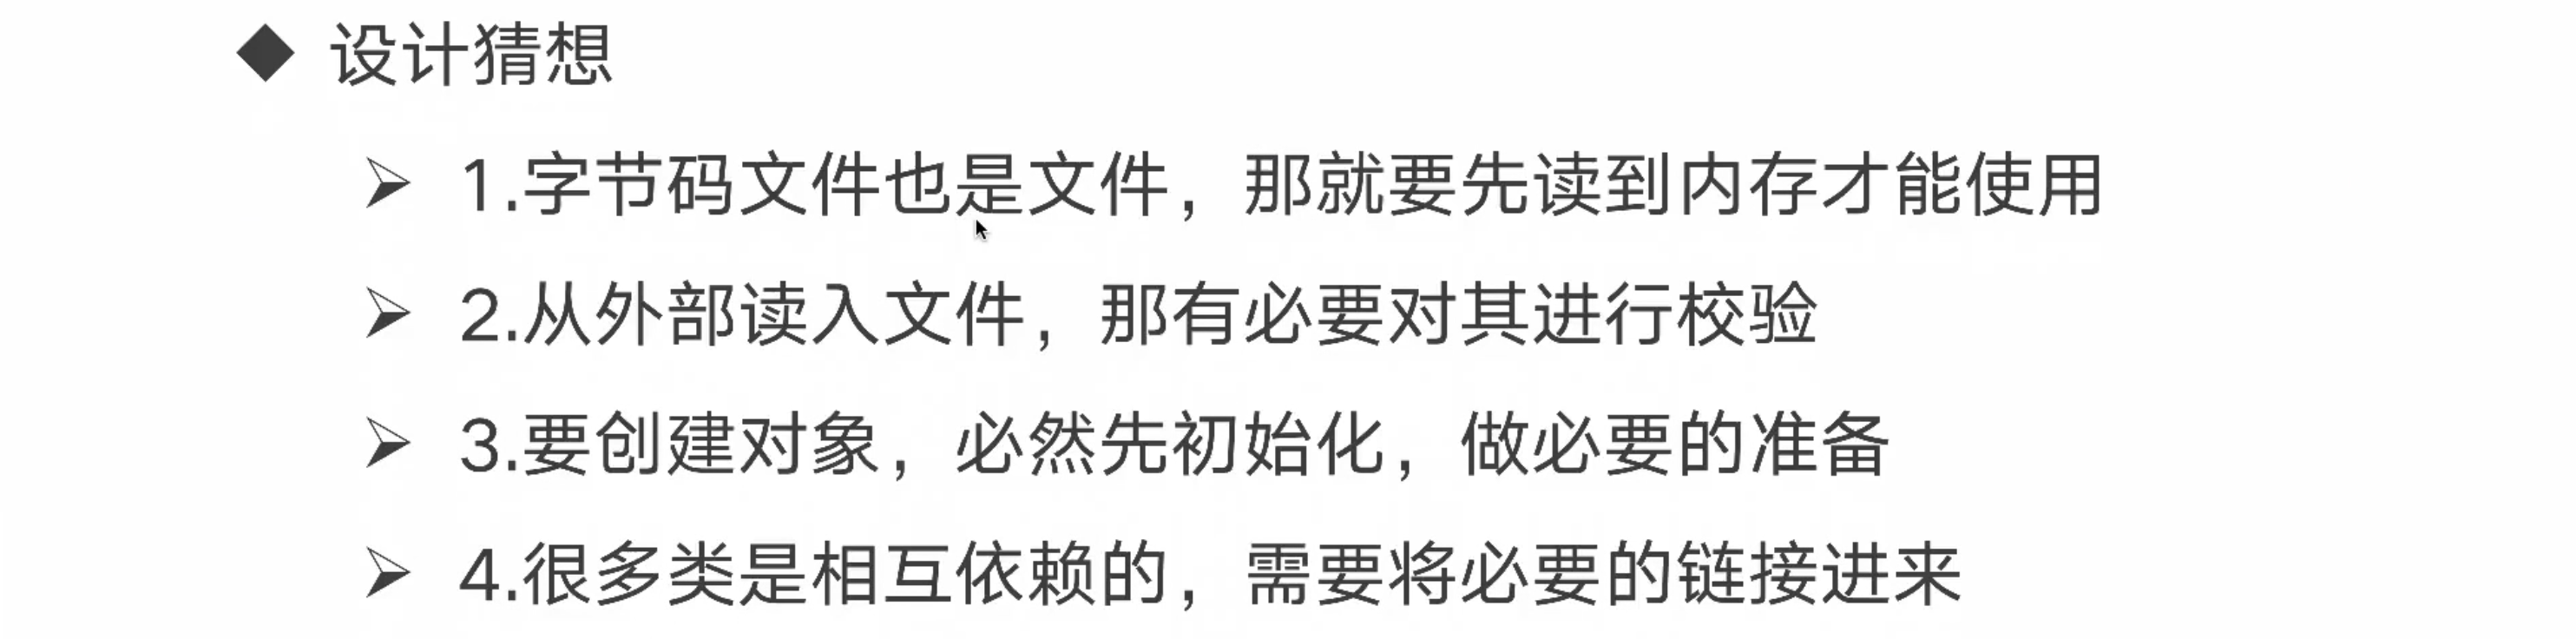 设计猜想
1.字节码文件也是文件，那就要先读到内存才能使用
2.从外部读入文件，那有必要对其进行校验
3.要创建对象，必然先初始化，做必要的准备
4.很多类是相互依赖的，需要将必要的链接进来